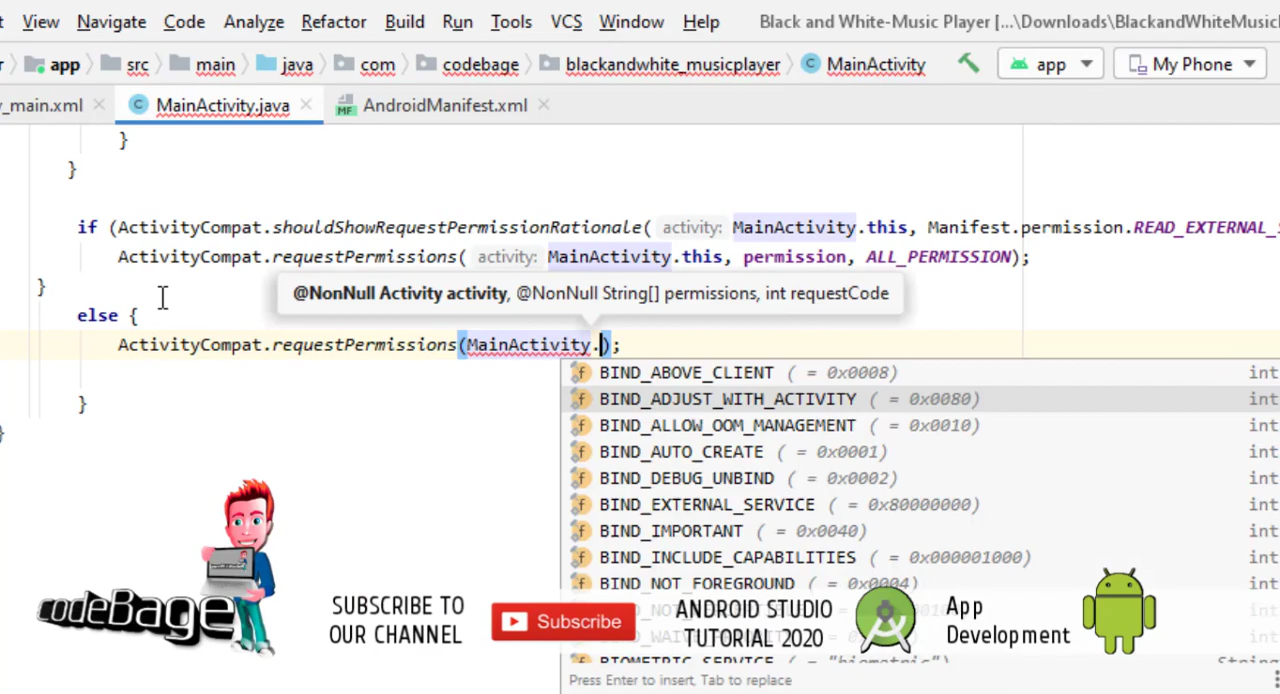 View Navigate Code Analyze Refactor Build Run Tools VCS Window Help Black and White-Music Player [...\Downloads\BlackandWhiteMusic
app src main java com codebage blackandwhite_musicplayer MainActivity app My Phone
y_main.xml MainActivity.java AndroidManifest.xml
}
}
if (ActivityCompat.shouldShowRequestPermissionRationale( activity: MainActivity.this, Manifest.permission.READ_EXTERNAL_S
ActivityCompat.requestPermissions( activity: MainActivity.this, permission, ALL_PERMISSION);
}
@NonNull Activity activity, @NonNull String[] permissions, int requestCode
else {
ActivityCompat.requestPermissions(MainActivity.);
BIND_ABOVE_CLIENT ( = 0x0008) int
BIND_ADJUST_WITH_ACTIVITY ( = 0x0080) int
}
BIND_ALLOW_OOM_MANAGEMENT ( = 0x0010) int
}
BIND_AUTO_CREATE ( = 0x0001) int
BIND_DEBUG_UNBIND ( = 0x0002) int
BIND_EXTERNAL_SERVICE ( = 0x80000000) int
BIND_IMPORTANT ( = 0x0040) int
BIND_INCLUDE_CAPABILITIES ( = 0x000001000) int
BIND_NOT_FOREGROUND ( = 0x0004) int
BIOMETRIC_SERVICE ( = "biometric") String
Press Enter to insert, Tab to replace
codeBage
SUBSCRIBE TO
OUR CHANNEL
Subscribe
ANDROID STUDIO
TUTORIAL 2020
App
Development